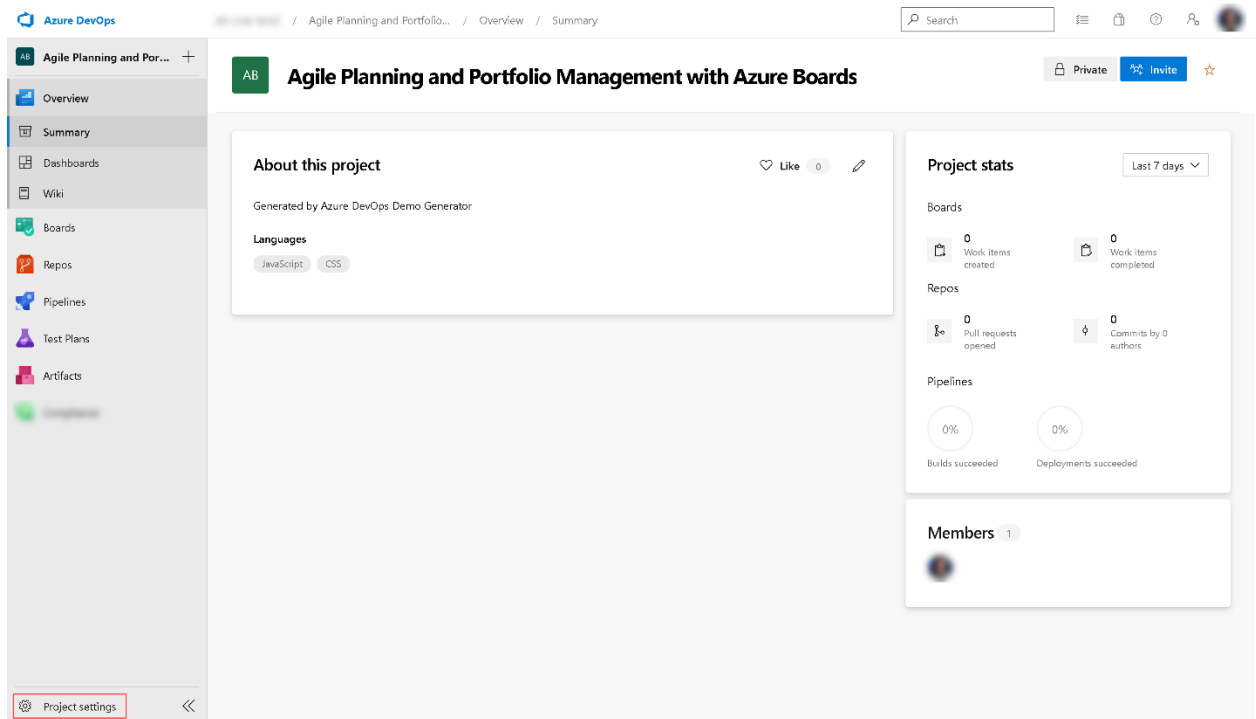 Azure DevOps
/ Agile Planning and Portfolio... / Overview / Summary
Search
AB Agile Planning and Por...
Overview
Summary
Dashboards
Wiki
Boards
Repos
Pipelines
Test Plans
Artifacts
Project settings
AB Agile Planning and Portfolio Management with Azure Boards
Private
Invite
About this project
Like 0
Generated by Azure DevOps Demo Generator
Languages
JavaScript CSS
Project stats
Last 7 days
Boards
0
Work items
created
0
Work items
completed
Repos
0
Pull requests
opened
0
Commits by 0
authors
Pipelines
0%
Builds succeeded
0%
Deployments succeeded
Members 1